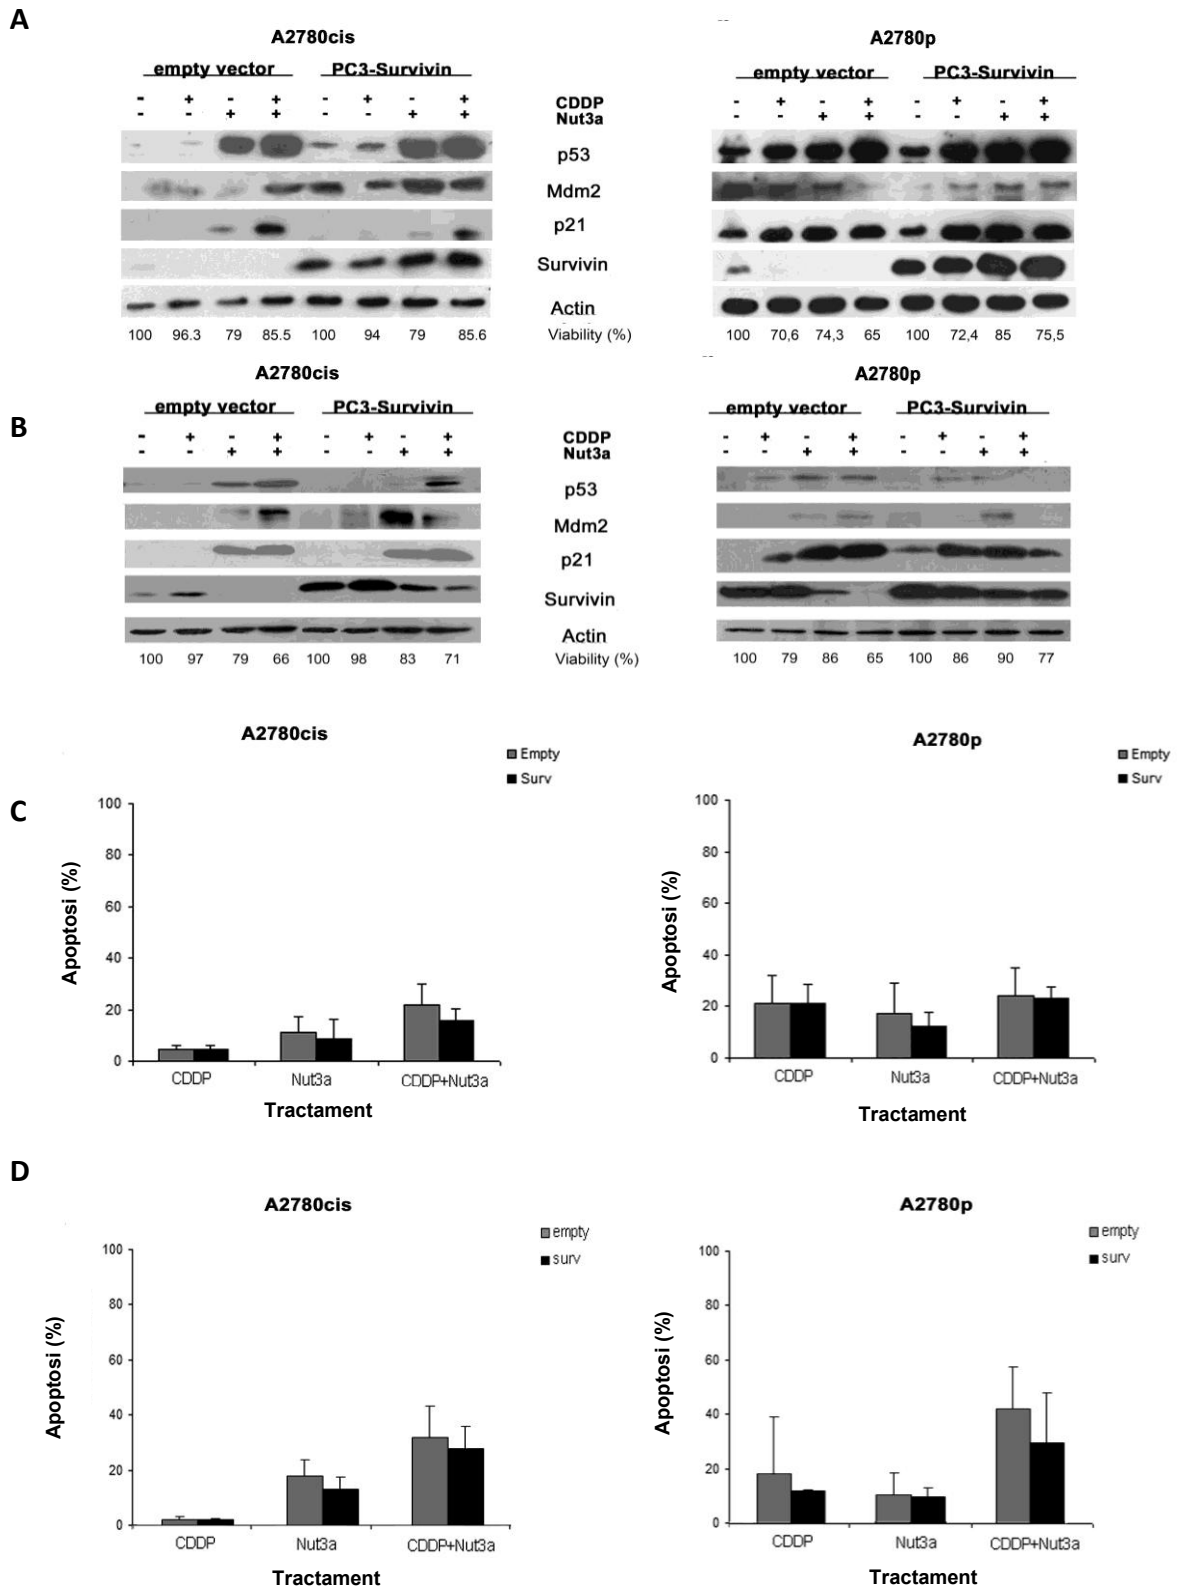 A
A2780cis
empty vector PC3-Survivin
- + - + - + - +
- - + + - - + +
CDDP
Nut3a
p53
Mdm2
p21
Survivin
Actin
100 96.3 79 85.5 100 94 79 85.6
Viability (%)
A2780p
empty vector PC3-Survivin
- + - + - + - +
- - + + - - + +
100 70,6 74,3 65 100 72,4 85 75,5
B
A2780cis
empty vector PC3-Survivin
- + - + - + - +
- - + + - - + +
CDDP
Nut3a
p53
Mdm2
p21
Survivin
Actin
100 97 79 66 100 98 83 71
Viability (%)
A2780p
empty vector PC3-Survivin
- + - + - + - +
- - + + - - + +
100 79 86 65 100 86 90 77
C
A2780cis
Empty
Surv
Apoptosi (%)
100
80
60
40
20
0
CDDP Nut3a CDDP+Nut3a
Tractament
A2780p
Empty
Surv
Apoptosi (%)
100
80
60
40
20
0
CDDP Nut3a CDDP+Nut3a
Tractament
D
A2780cis
empty
surv
Apoptosi (%)
100
80
60
40
20
0
CDDP Nut3a CDDP+Nut3a
Tractament
A2780p
empty
surv
Apoptosi (%)
100
80
60
40
20
0
CDDP Nut3a CDDP+Nut3a
Tractament